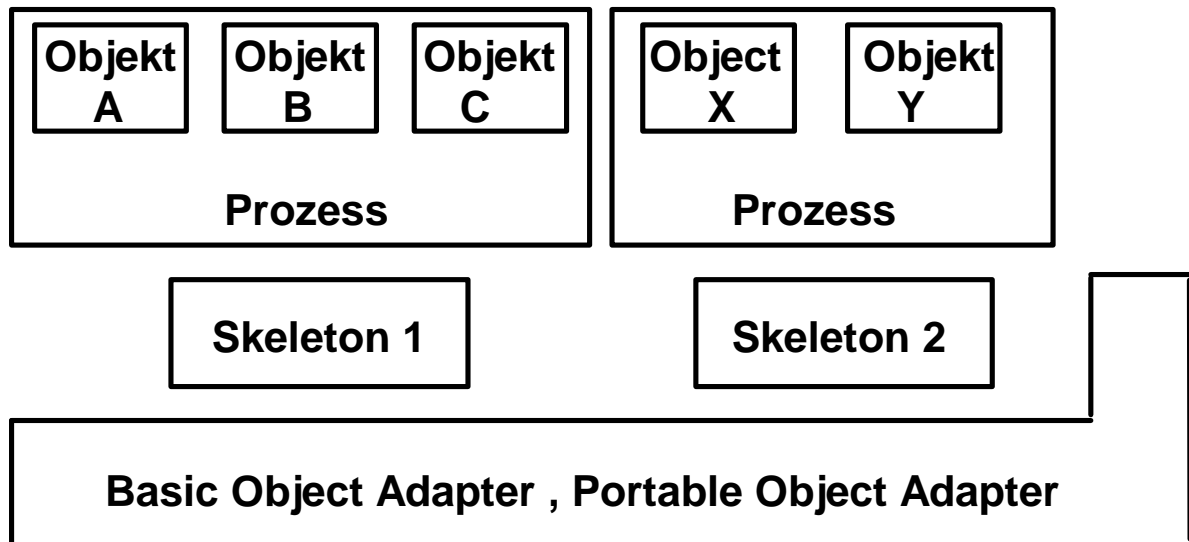 Objekt
A
Objekt
B
Objekt
C
Object
X
Objekt
Y
Prozess
Prozess
Skeleton 1
Skeleton 2
Basic Object Adapter , Portable Object Adapter